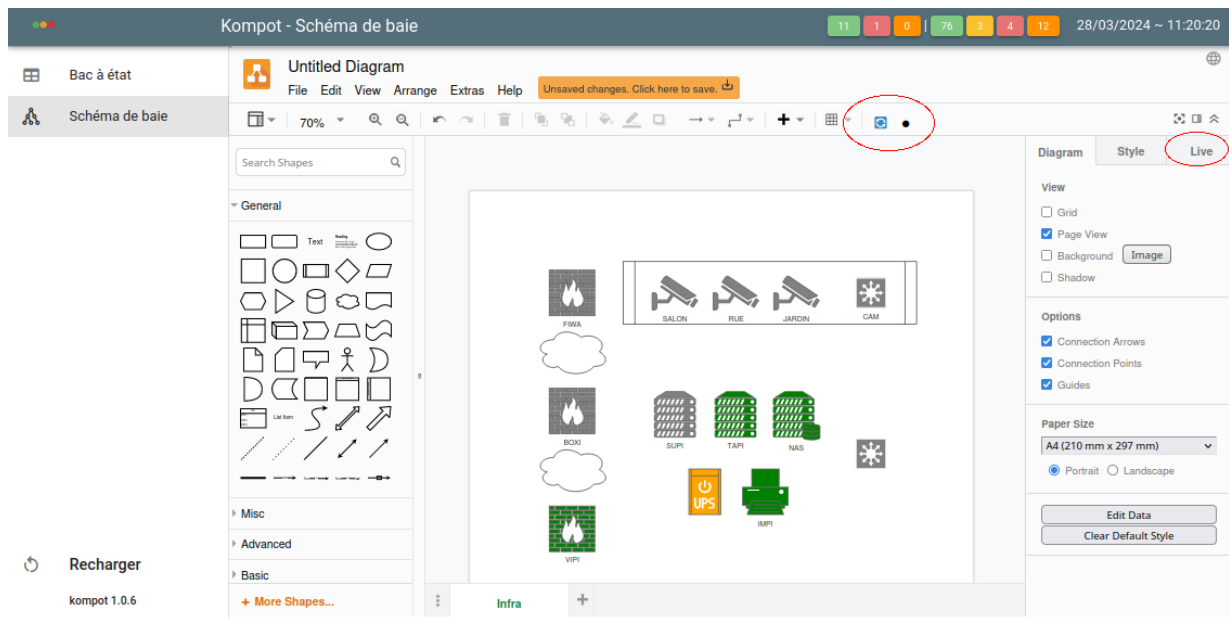 Kompot - Schéma de baie
11 1 0 | 76 3 4 12
28/03/2024 ~ 11:20:20
Bac à état
Schéma de baie
Recharger
kompot 1.0.6
Untitled Diagram
File Edit View Arrange Extras Help
Unsaved changes. Click here to save.
70%
Search Shapes
General
Text
Heading
List Item
Misc
Advanced
Basic
+ More Shapes...
FIWA
SALON
RUE
JARDIN
CAM
BOXI
SUPI
TAPI
NAS
UPS
IMPI
VIPI
Infra
Diagram Style Live
View
Grid
Page View
Background Image
Shadow
Options
Connection Arrows
Connection Points
Guides
Paper Size
A4 (210 mm x 297 mm)
Portrait Landscape
Edit Data
Clear Default Style